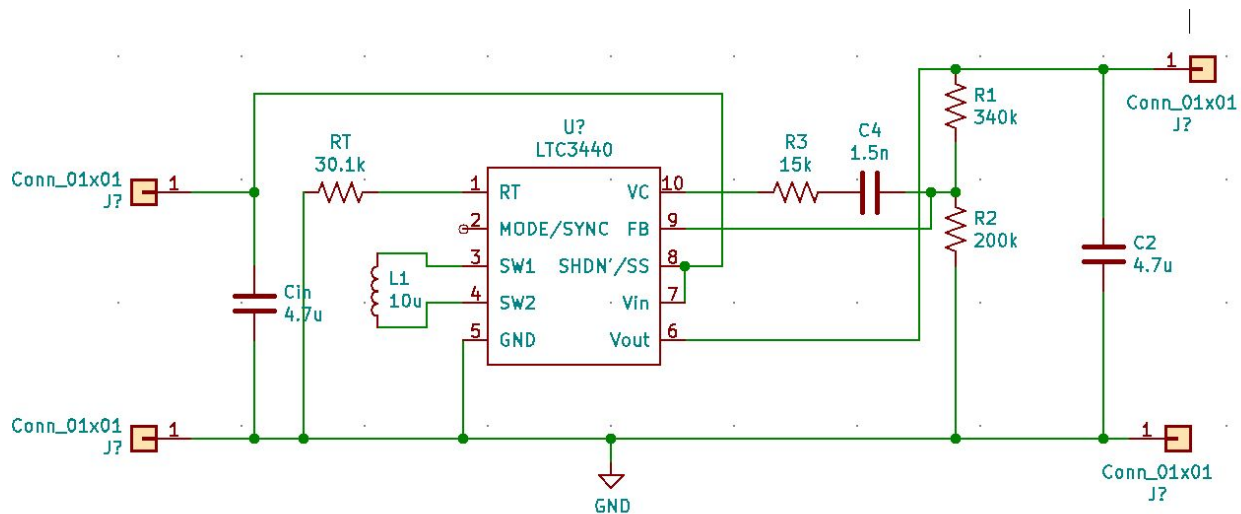 Conn_01x01
J?
1
Cin
4.7u
Conn_01x01
J?
1
RT
30.1k
L1
10u
U?
LTC3440
1 RT
2 MODE/SYNC
3 SW1
4 SW2
5 GND
VC 10
FB 9
SHDN'/SS 8
Vin 7
Vout 6
R3
15k
C4
1.5n
R1
340k
R2
200k
C2
4.7u
1
Conn_01x01
J?
1
Conn_01x01
J?
GND